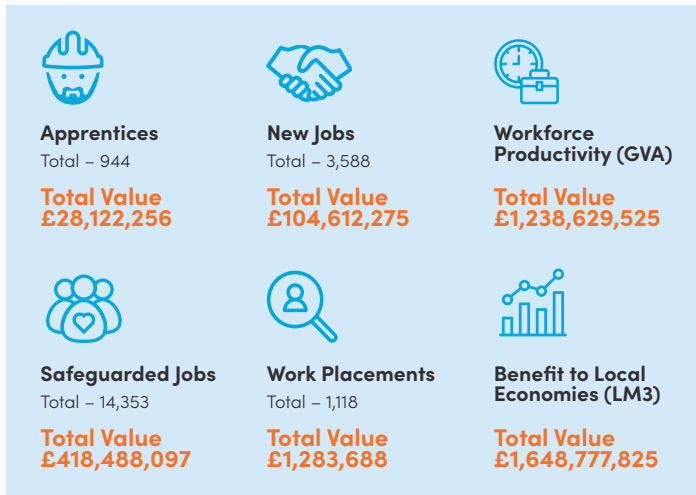 Apprentices
Total – 944
Total Value
£28,122,256
New Jobs
Total – 3,588
Total Value
£104,612,275
Workforce
Productivity (GVA)
Total Value
£1,238,629,525
Safeguarded Jobs
Total – 14,353
Total Value
£418,488,097
Work Placements
Total – 1,118
Total Value
£1,283,688
Benefit to Local
Economies (LM3)
Total Value
£1,648,777,825